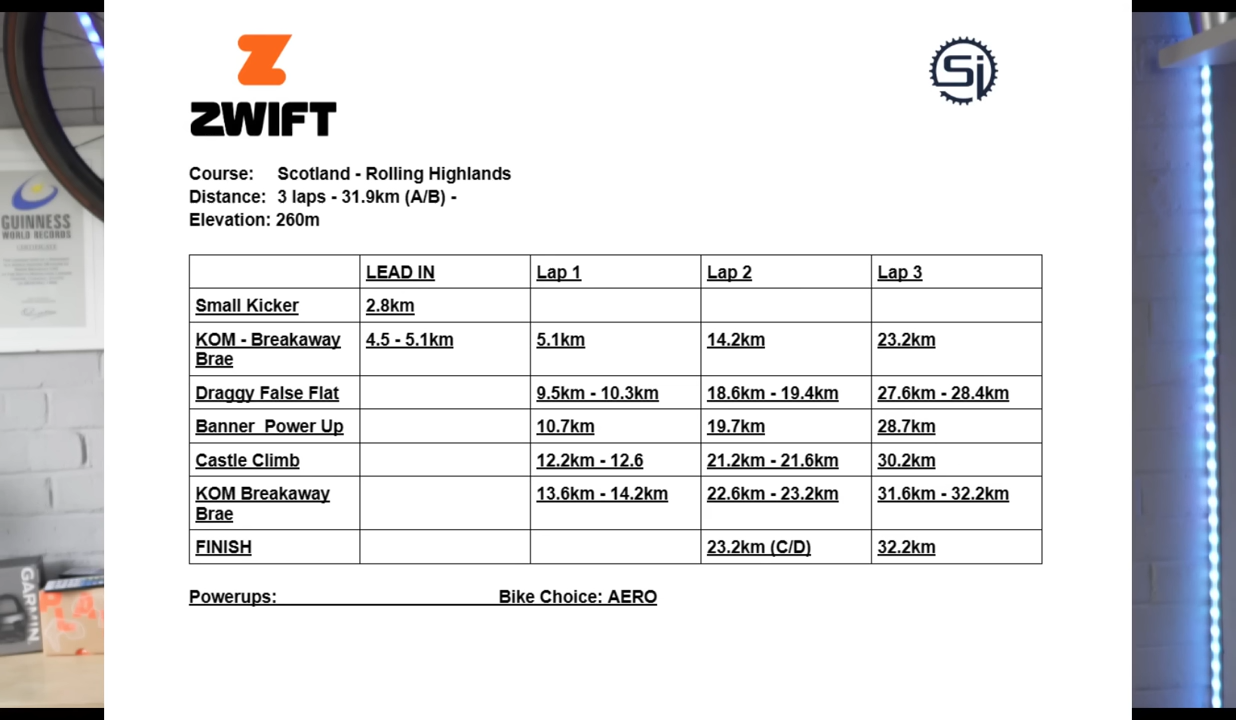 ZWIFT
Si
Course: Scotland - Rolling Highlands
Distance: 3 laps - 31.9km (A/B) -
Elevation: 260m
LEAD IN Lap 1 Lap 2 Lap 3
Small Kicker 2.8km
KOM - Breakaway Brae 4.5 - 5.1km 5.1km 14.2km 23.2km
Draggy False Flat 9.5km - 10.3km 18.6km - 19.4km 27.6km - 28.4km
Banner Power Up 10.7km 19.7km 28.7km
Castle Climb 12.2km - 12.6 21.2km - 21.6km 30.2km
KOM Breakaway Brae 13.6km - 14.2km 22.6km - 23.2km 31.6km - 32.2km
FINISH 23.2km (C/D) 32.2km
Powerups: Bike Choice: AERO
GUINNESS
WORLD RECORDS
GARMIN